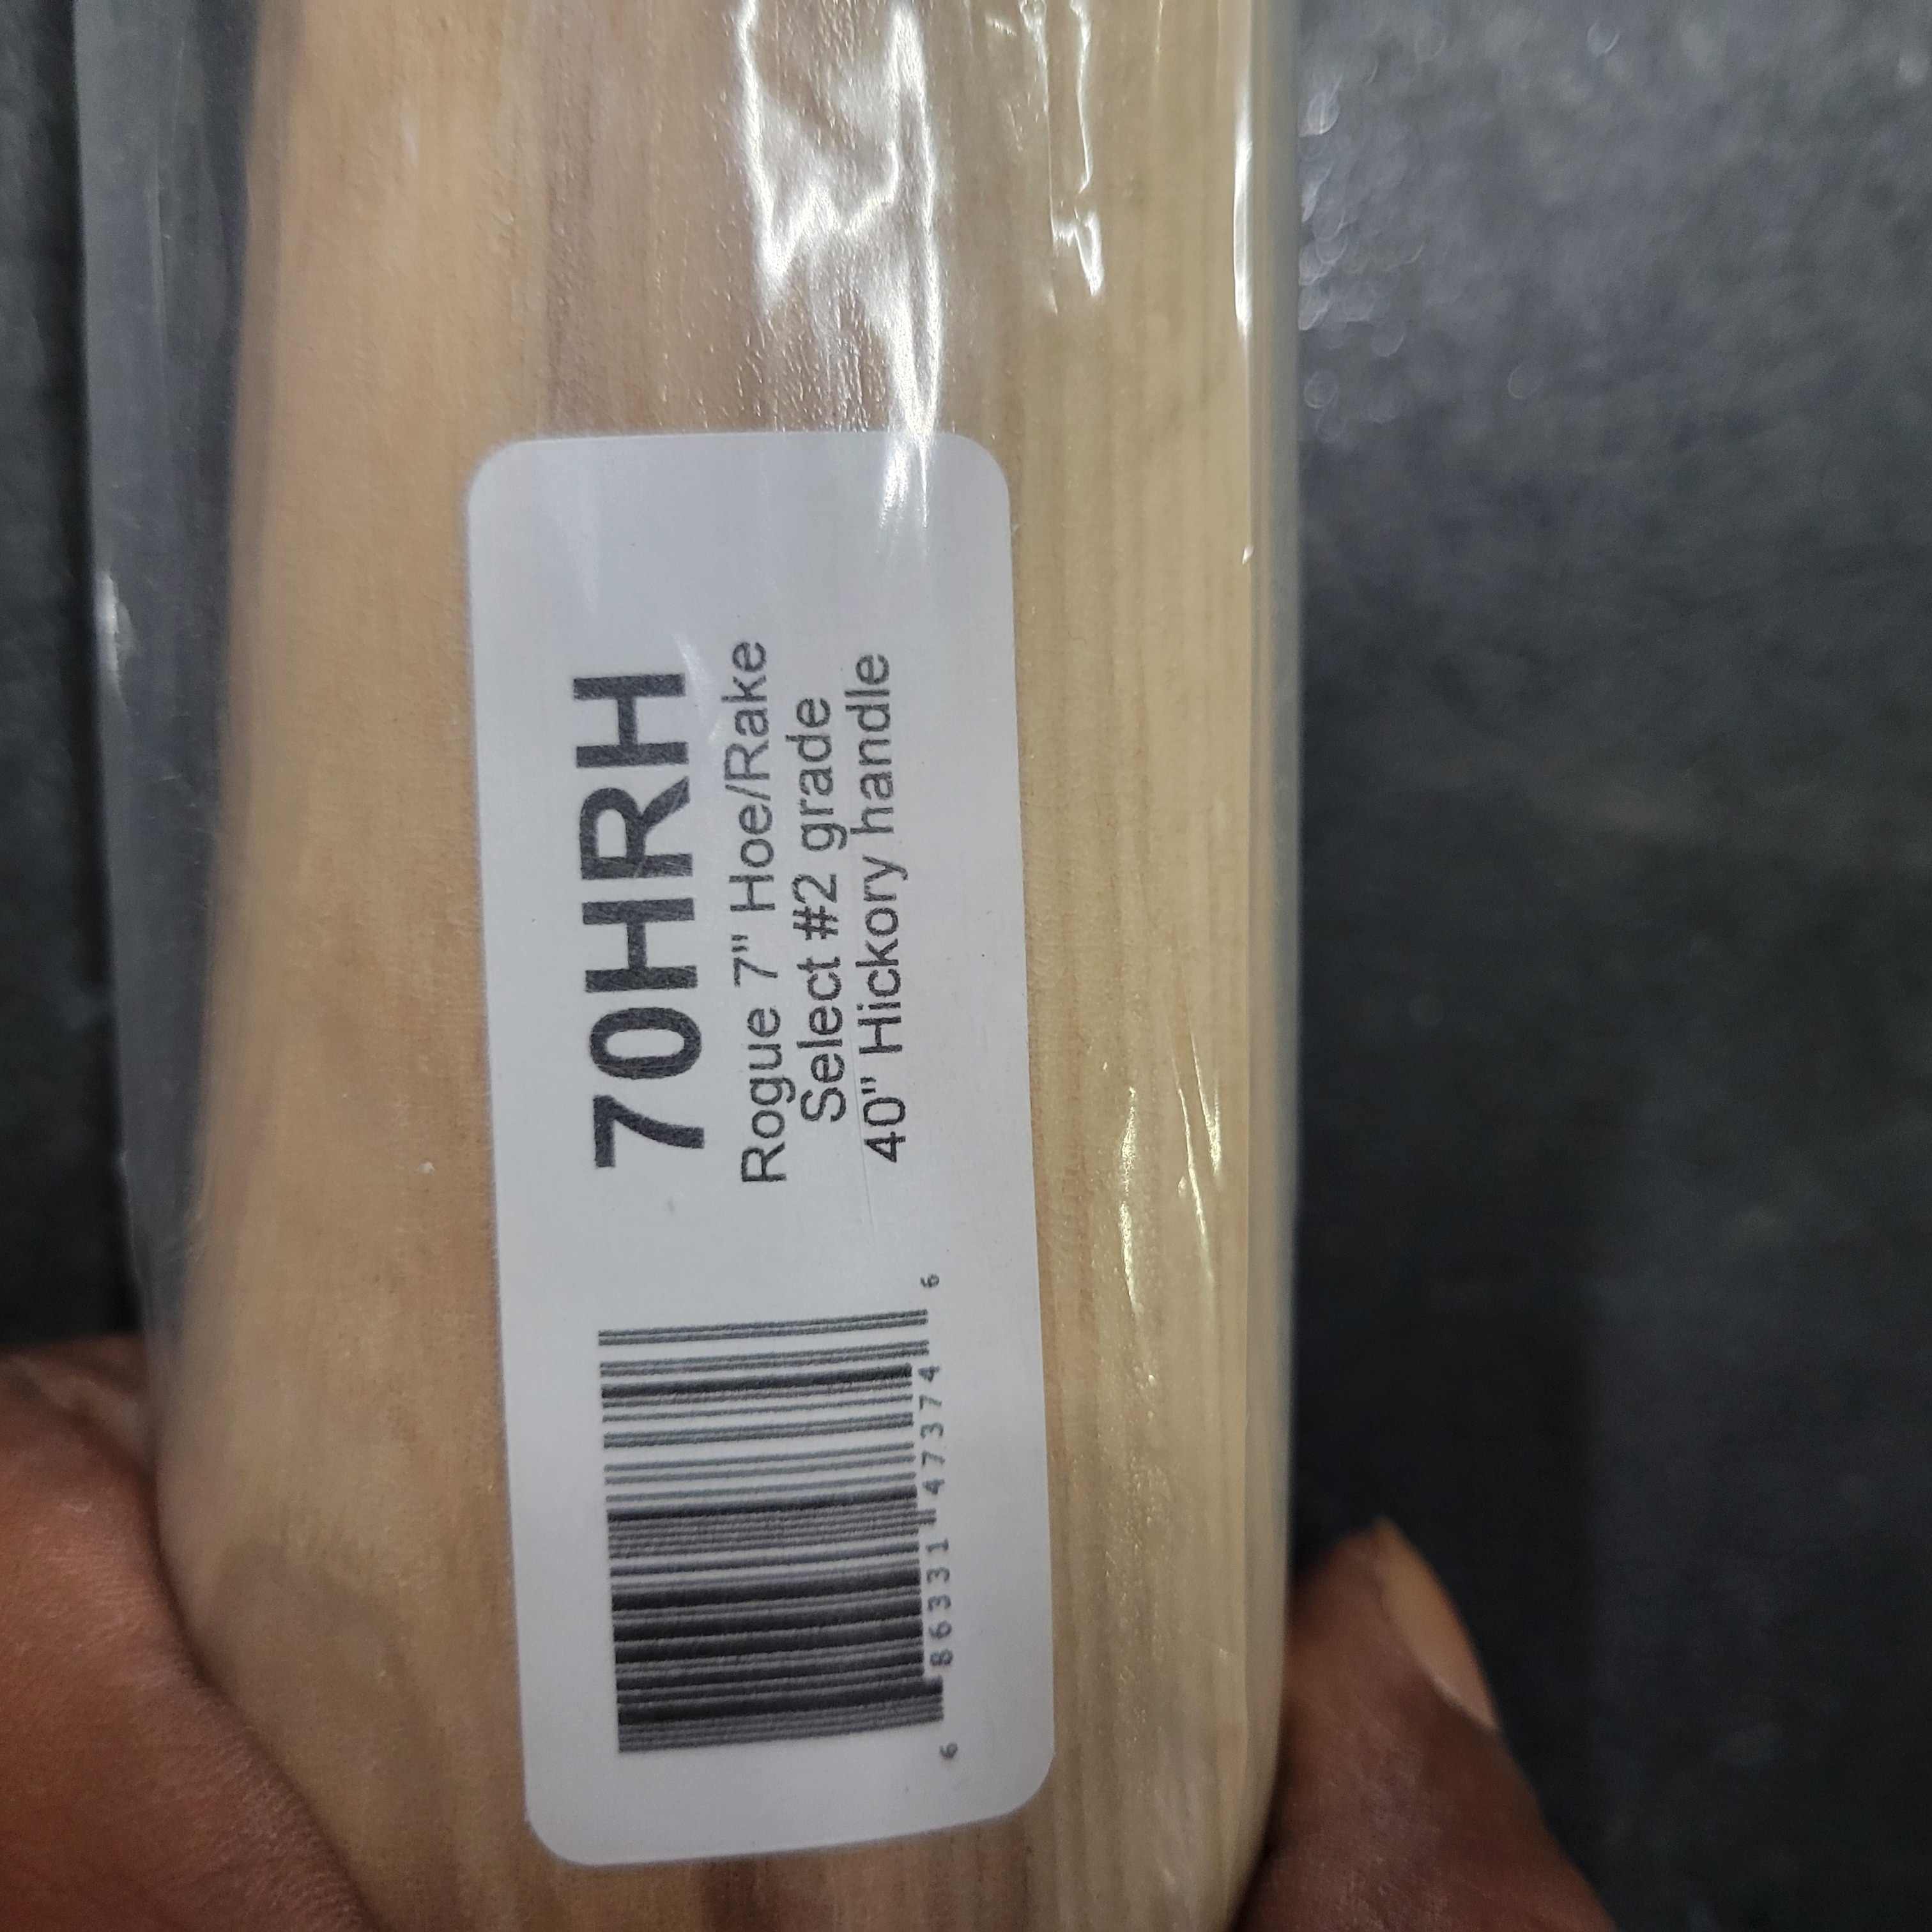 70HRH
Rogue 7" Hoe/Rake
Select #2 grade
40" Hickory handle
6 86331 47374 6